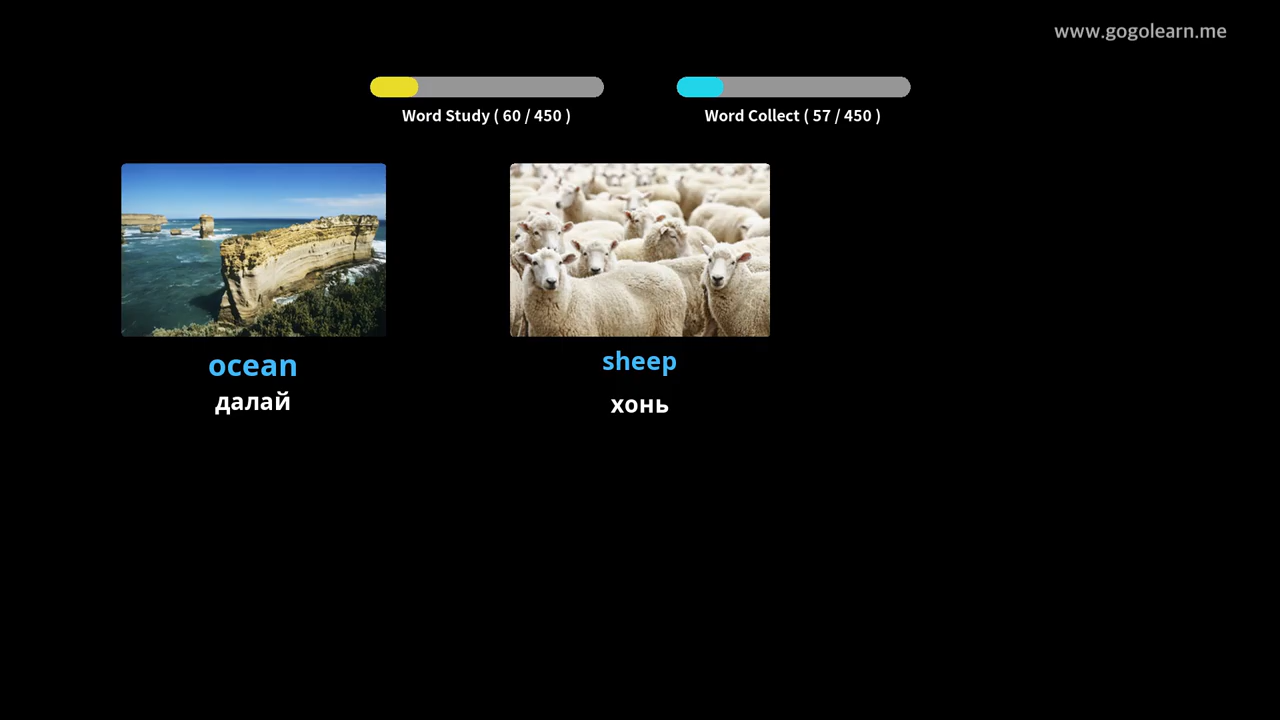 www.gogolearn.me
Word Study ( 60 / 450 )
Word Collect ( 57 / 450 )
ocean
далай
sheep
хонь